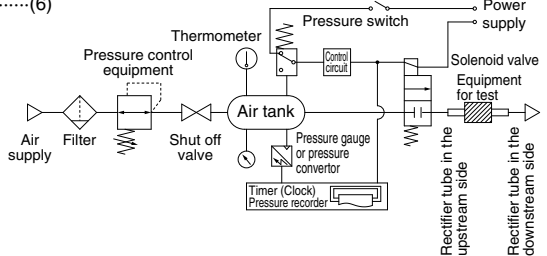 ······(6)
Pressure switch
Power
supply
Thermometer
Pressure control
equipment
Control
circuit
Solenoid valve
Equipment
for test
Air tank
Air
supply
Filter
Shut off
valve
Pressure gauge
or pressure
convertor
Timer (Clock)
Pressure recorder
Rectifier tube in the
upstream side
Rectifier tube in the
downstream side